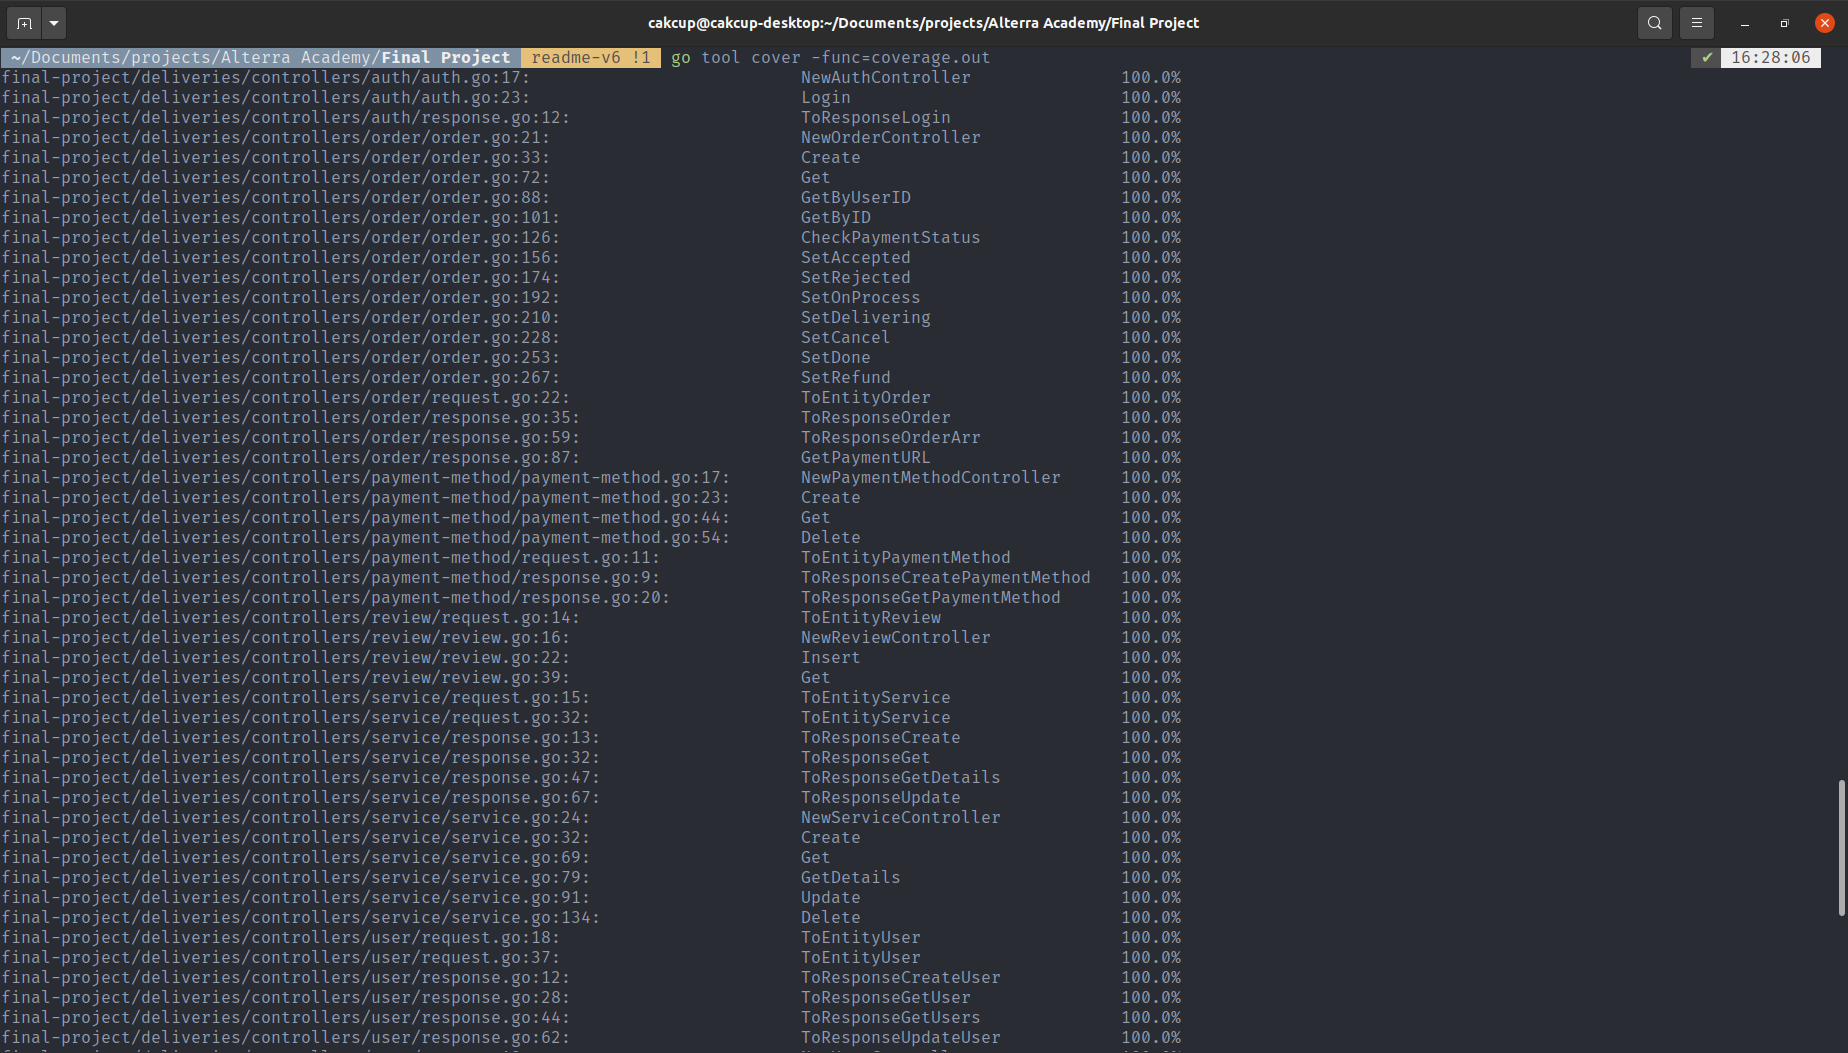 cakcup@cakcup-desktop:~/Documents/projects/Alterra Academy/Final Project
~/Documents/projects/Alterra Academy/Final Project readme-v6 !1 go tool cover -func=coverage.out ✔ 16:28:06
final-project/deliveries/controllers/auth/auth.go:17: NewAuthController 100.0%
final-project/deliveries/controllers/auth/auth.go:23: Login 100.0%
final-project/deliveries/controllers/auth/response.go:12: ToResponseLogin 100.0%
final-project/deliveries/controllers/order/order.go:21: NewOrderController 100.0%
final-project/deliveries/controllers/order/order.go:33: Create 100.0%
final-project/deliveries/controllers/order/order.go:72: Get 100.0%
final-project/deliveries/controllers/order/order.go:88: GetByUserID 100.0%
final-project/deliveries/controllers/order/order.go:101: GetByID 100.0%
final-project/deliveries/controllers/order/order.go:126: CheckPaymentStatus 100.0%
final-project/deliveries/controllers/order/order.go:156: SetAccepted 100.0%
final-project/deliveries/controllers/order/order.go:174: SetRejected 100.0%
final-project/deliveries/controllers/order/order.go:192: SetOnProcess 100.0%
final-project/deliveries/controllers/order/order.go:210: SetDelivering 100.0%
final-project/deliveries/controllers/order/order.go:228: SetCancel 100.0%
final-project/deliveries/controllers/order/order.go:253: SetDone 100.0%
final-project/deliveries/controllers/order/order.go:267: SetRefund 100.0%
final-project/deliveries/controllers/order/request.go:22: ToEntityOrder 100.0%
final-project/deliveries/controllers/order/response.go:35: ToResponseOrder 100.0%
final-project/deliveries/controllers/order/response.go:59: ToResponseOrderArr 100.0%
final-project/deliveries/controllers/order/response.go:87: GetPaymentURL 100.0%
final-project/deliveries/controllers/payment-method/payment-method.go:17: NewPaymentMethodController 100.0%
final-project/deliveries/controllers/payment-method/payment-method.go:23: Create 100.0%
final-project/deliveries/controllers/payment-method/payment-method.go:44: Get 100.0%
final-project/deliveries/controllers/payment-method/payment-method.go:54: Delete 100.0%
final-project/deliveries/controllers/payment-method/request.go:11: ToEntityPaymentMethod 100.0%
final-project/deliveries/controllers/payment-method/response.go:9: ToResponseCreatePaymentMethod 100.0%
final-project/deliveries/controllers/payment-method/response.go:20: ToResponseGetPaymentMethod 100.0%
final-project/deliveries/controllers/review/request.go:14: ToEntityReview 100.0%
final-project/deliveries/controllers/review/review.go:16: NewReviewController 100.0%
final-project/deliveries/controllers/review/review.go:22: Insert 100.0%
final-project/deliveries/controllers/review/review.go:39: Get 100.0%
final-project/deliveries/controllers/service/request.go:15: ToEntityService 100.0%
final-project/deliveries/controllers/service/request.go:32: ToEntityService 100.0%
final-project/deliveries/controllers/service/response.go:13: ToResponseCreate 100.0%
final-project/deliveries/controllers/service/response.go:32: ToResponseGet 100.0%
final-project/deliveries/controllers/service/response.go:47: ToResponseGetDetails 100.0%
final-project/deliveries/controllers/service/response.go:67: ToResponseUpdate 100.0%
final-project/deliveries/controllers/service/service.go:24: NewServiceController 100.0%
final-project/deliveries/controllers/service/service.go:32: Create 100.0%
final-project/deliveries/controllers/service/service.go:69: Get 100.0%
final-project/deliveries/controllers/service/service.go:79: GetDetails 100.0%
final-project/deliveries/controllers/service/service.go:91: Update 100.0%
final-project/deliveries/controllers/service/service.go:134: Delete 100.0%
final-project/deliveries/controllers/user/request.go:18: ToEntityUser 100.0%
final-project/deliveries/controllers/user/request.go:37: ToEntityUser 100.0%
final-project/deliveries/controllers/user/response.go:12: ToResponseCreateUser 100.0%
final-project/deliveries/controllers/user/response.go:28: ToResponseGetUser 100.0%
final-project/deliveries/controllers/user/response.go:44: ToResponseGetUsers 100.0%
final-project/deliveries/controllers/user/response.go:62: ToResponseUpdateUser 100.0%